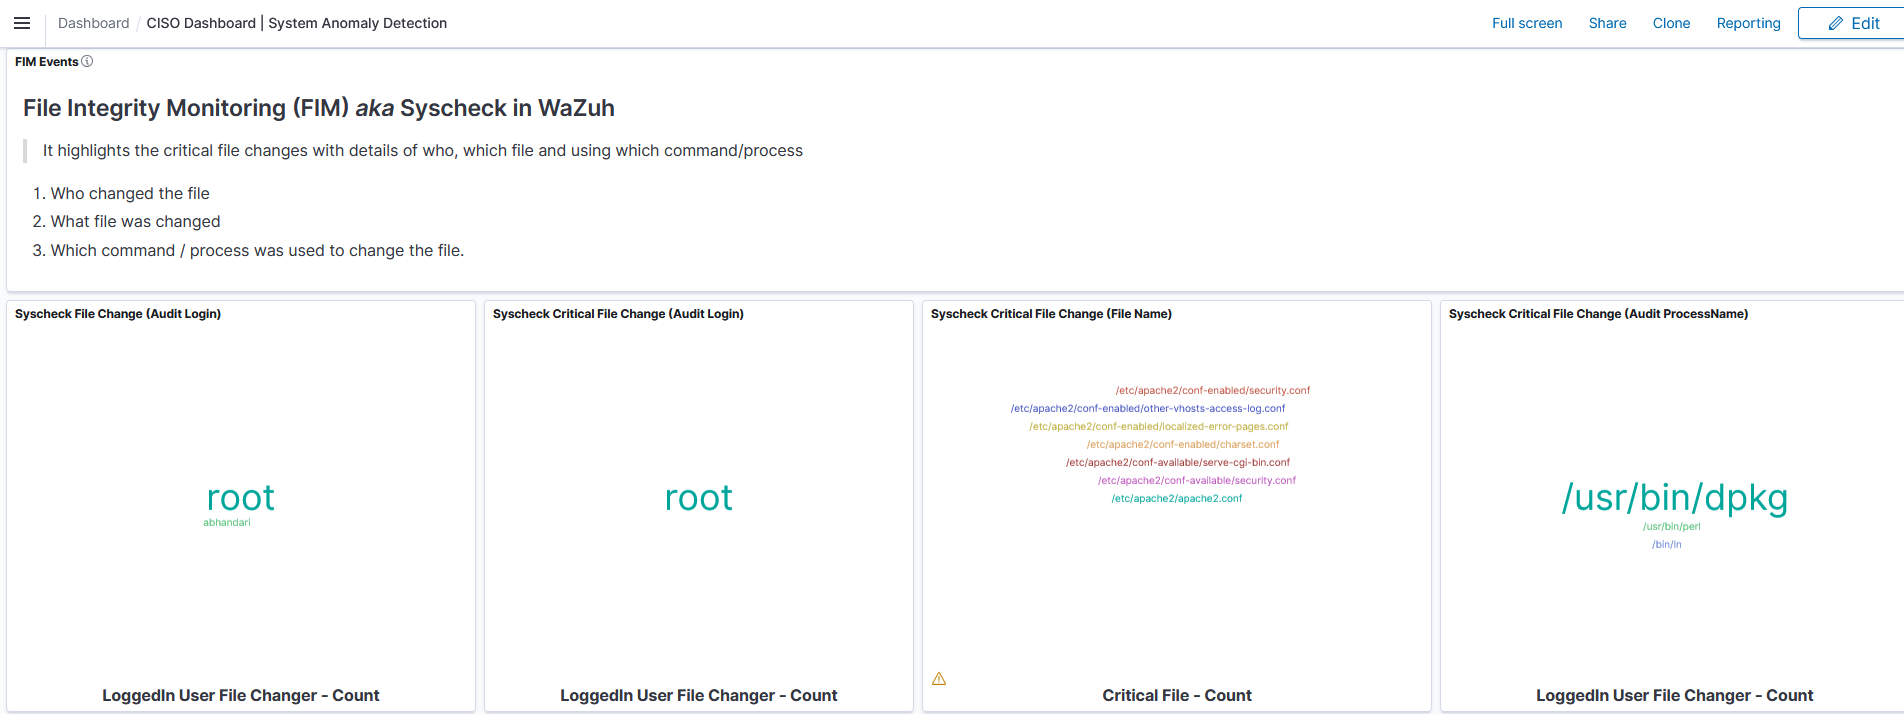 Dashboard / CISO Dashboard | System Anomaly Detection
Full screen Share Clone Reporting Edit
FIM Events
File Integrity Monitoring (FIM) aka Syscheck in WaZuh
It highlights the critical file changes with details of who, which file and using which command/process
1. Who changed the file
2. What file was changed
3. Which command / process was used to change the file.
Syscheck File Change (Audit Login)
root
abhandari
LoggedIn User File Changer - Count
Syscheck Critical File Change (Audit Login)
root
LoggedIn User File Changer - Count
Syscheck Critical File Change (File Name)
/etc/apache2/conf-enabled/security.conf
/etc/apache2/conf-enabled/other-vhosts-access-log.conf
/etc/apache2/conf-enabled/localized-error-pages.conf
/etc/apache2/conf-enabled/charset.conf
/etc/apache2/conf-available/serve-cgi-bin.conf
/etc/apache2/conf-available/security.conf
/etc/apache2/apache2.conf
Critical File - Count
Syscheck Critical File Change (Audit ProcessName)
/usr/bin/dpkg
/usr/bin/perl
/bin/ln
LoggedIn User File Changer - Count